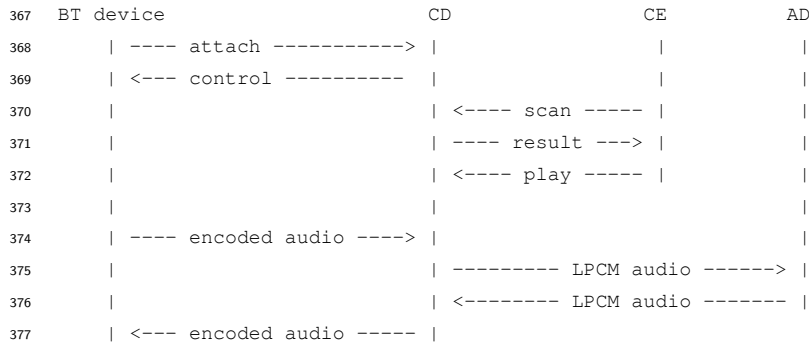 367 BT device CD CE AD
368 | ---- attach -----------> | | |
369 | <--- control ---------- | | |
370 | | <---- scan ----- | |
371 | | ---- result ---> | |
372 | | <---- play ----- | |
373 | | |
374 | ---- encoded audio ----> | |
375 | | --------- LPCM audio ------> |
376 | | <-------- LPCM audio ------- |
377 | <--- encoded audio ----- |